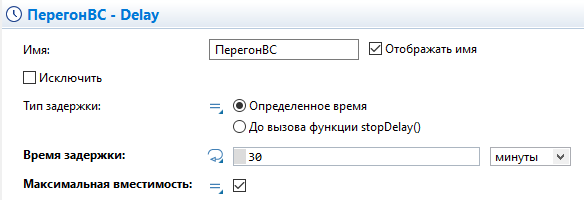 ПерегонВС - Delay
Имя: ПерегонВС Отображать имя
Исключить
Тип задержки: Определенное время
До вызова функции stopDelay()
Время задержки: 30 минуты
Максимальная вместимость: